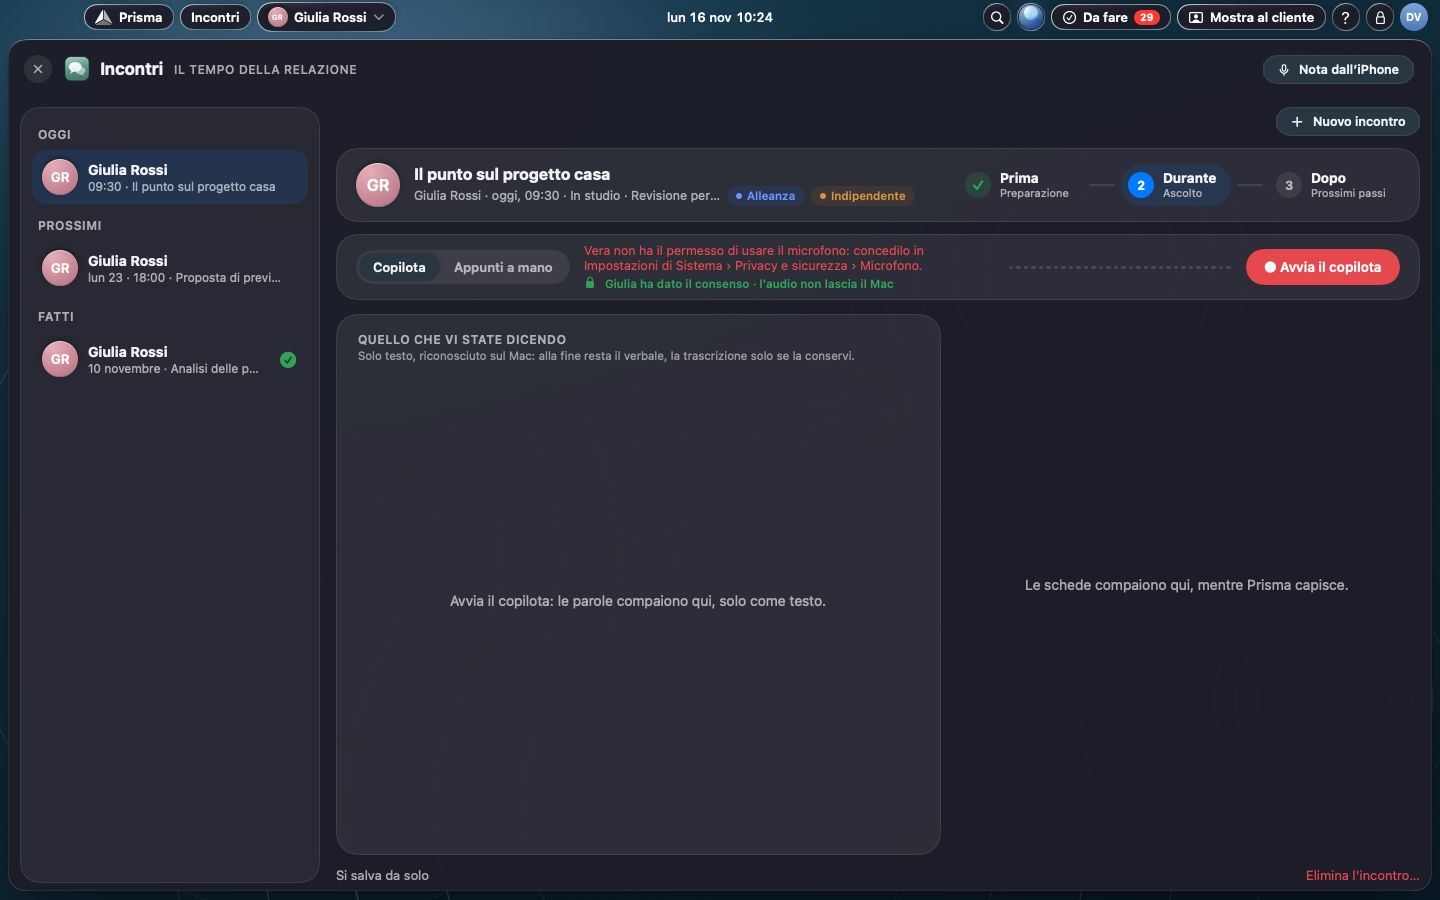 Prisma
Incontri
GR Giulia Rossi
lun 16 nov 10:24
Da fare 29
Mostra al cliente
?
DV
Incontri IL TEMPO DELLA RELAZIONE
Nota dall'iPhone
OGGI
GR
Giulia Rossi
09:30 · Il punto sul progetto casa
PROSSIMI
GR
Giulia Rossi
lun 23 · 18:00 · Proposta di previ...
FATTI
GR
Giulia Rossi
10 novembre · Analisi delle p...
+ Nuovo incontro
GR
Il punto sul progetto casa
Giulia Rossi · oggi, 09:30 · In studio · Revisione per... Alleanza Indipendente
Prima
Preparazione
2
Durante
Ascolto
3
Dopo
Prossimi passi
Copilota
Appunti a mano
Vera non ha il permesso di usare il microfono: concedilo in
Impostazioni di Sistema › Privacy e sicurezza › Microfono.
Giulia ha dato il consenso · l'audio non lascia il Mac
Avvia il copilota
QUELLO CHE VI STATE DICENDO
Solo testo, riconosciuto sul Mac: alla fine resta il verbale, la trascrizione solo se la conservi.
Avvia il copilota: le parole compaiono qui, solo come testo.
Le schede compaiono qui, mentre Prisma capisce.
Si salva da solo
Elimina l'incontro...